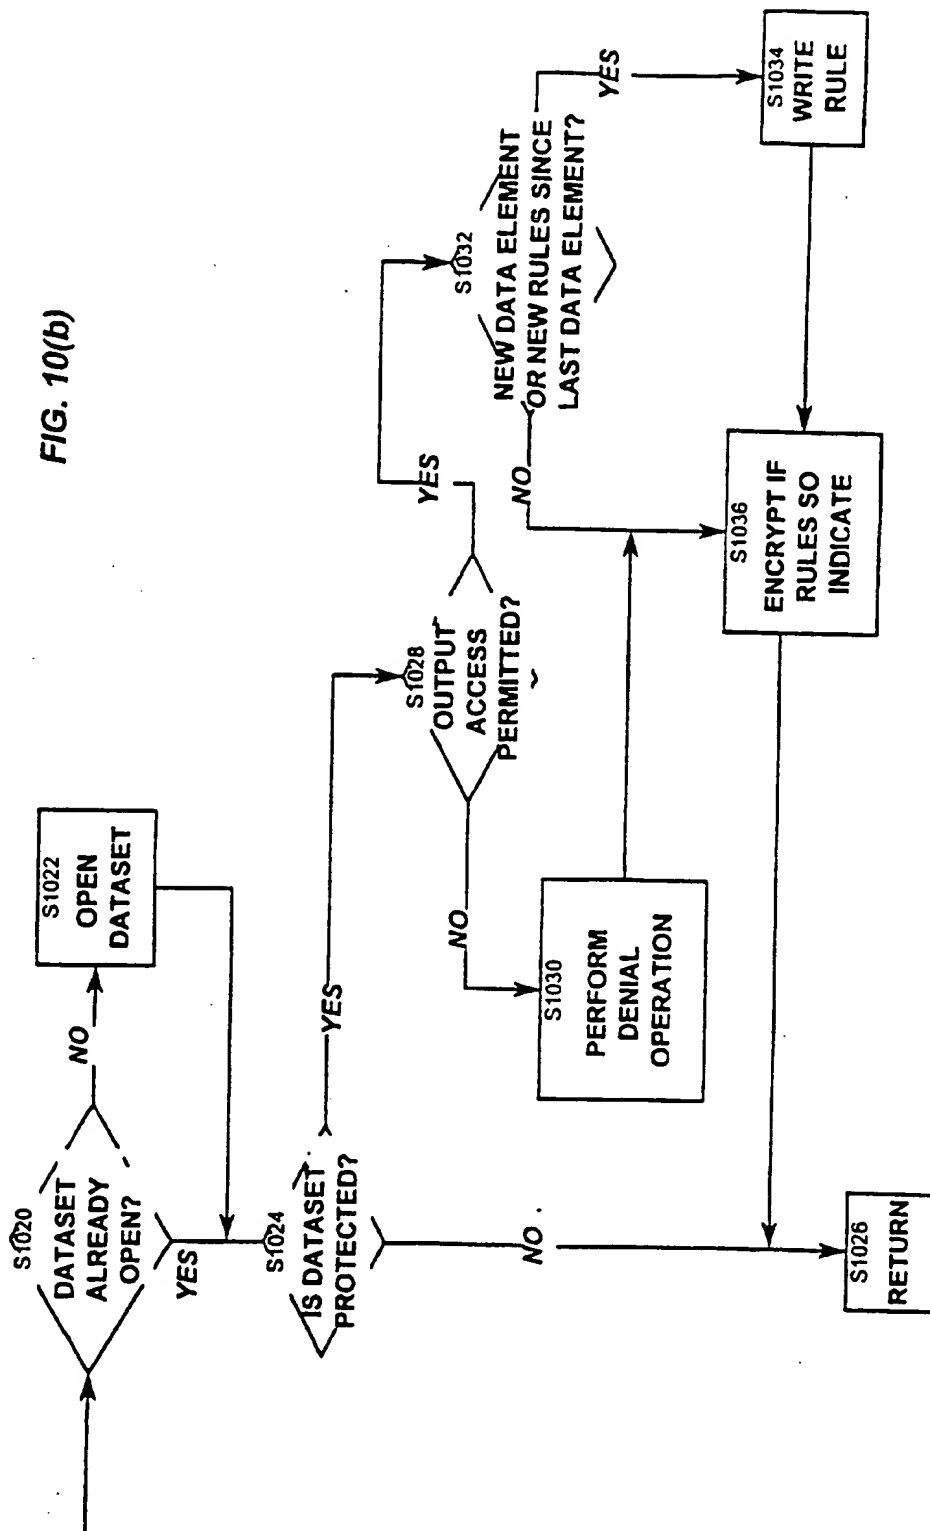 FIG. 10(b)
S1020
DATASET
ALREADY
OPEN?
NO
S1022
OPEN
DATASET
YES
S1024
IS DATASET
PROTECTED?
YES
NO
S1026
RETURN
S1028
OUTPUT
ACCESS
PERMITTED?
NO
S1030
PERFORM
DENIAL
OPERATION
YES
S1032
NEW DATA ELEMENT
OR NEW RULES SINCE
LAST DATA ELEMENT?
YES
S1034
WRITE
RULE
NO
S1036
ENCRYPT IF
RULES SO
INDICATE